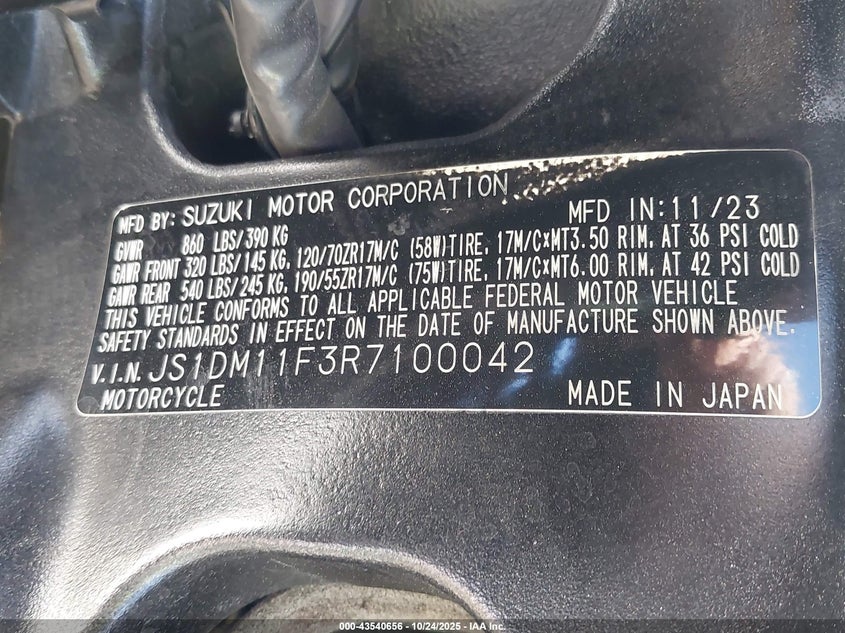 MFD BY: SUZUKI MOTOR CORPORATION MFD IN: 11/23
GVWR 860 LBS/390 KG
GAWR FRONT 320 LBS/145 KG, 120/70ZR17M/C (58W)TIRE, 17M/C×MT3.50 RIM, AT 36 PSI COLD
GAWR REAR 540 LBS/245 KG, 190/55ZR17M/C (75W)TIRE, 17M/C×MT6.00 RIM, AT 42 PSI COLD
THIS VEHICLE CONFORMS TO ALL APPLICABLE FEDERAL MOTOR VEHICLE
SAFETY STANDARDS IN EFFECT ON THE DATE OF MANUFACTURE SHOWN ABOVE.
V.I.N. JS1DM11F3R7100042
MOTORCYCLE MADE IN JAPAN
000-43540656 - 10/24/2025 - IAA Inc.